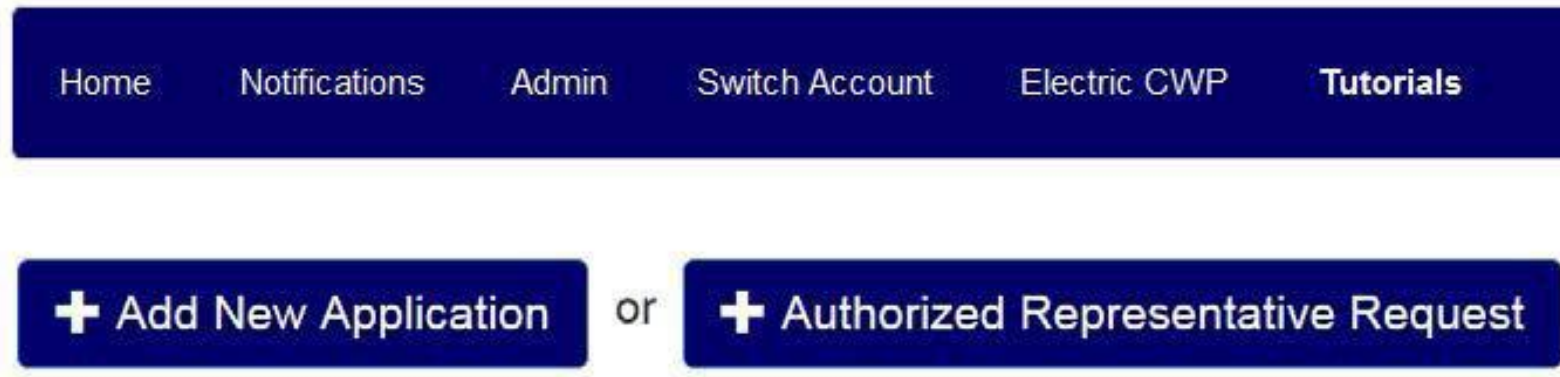 Home Notifications Admin Switch Account Electric CWP Tutorials
+ Add New Application or + Authorized Representative Request